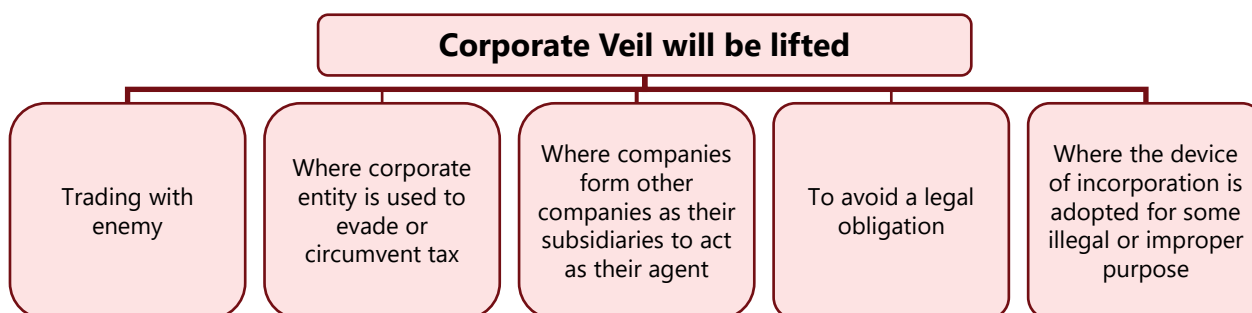 Corporate Veil will be lifted
Trading with
enemy
Where corporate
entity is used to
evade or
circumvent tax
Where companies
form other
companies as their
subsidiaries to act
as their agent
To avoid a legal
obligation
Where the device
of incorporation is
adopted for some
illegal or improper
purpose